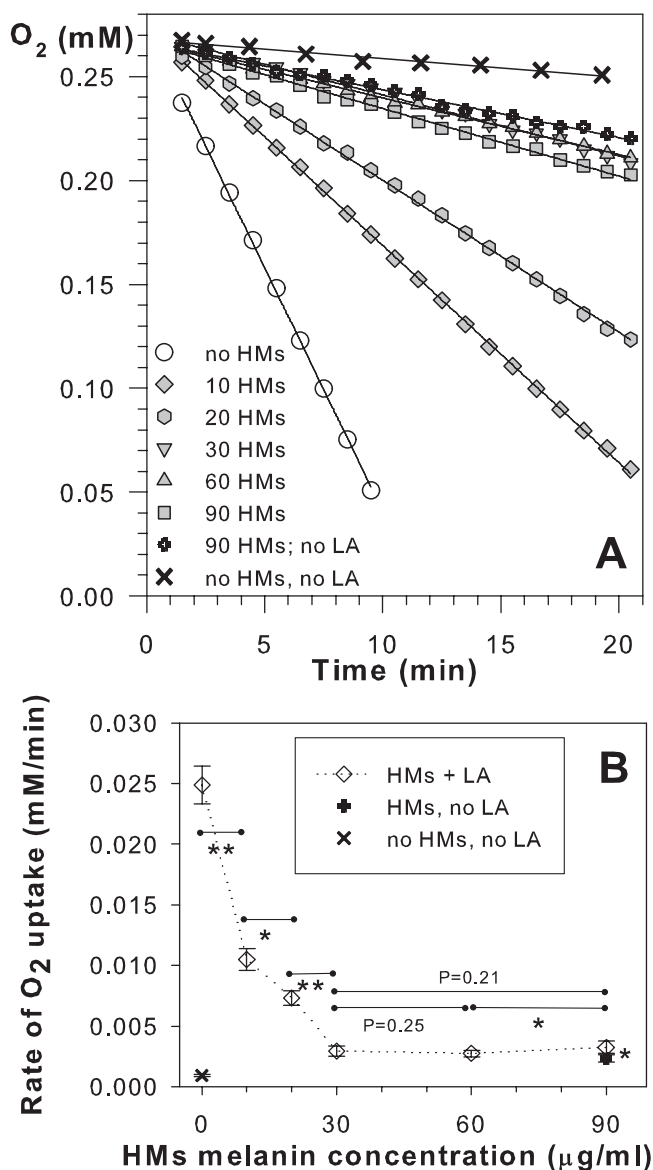 O2 (mM)
0.25
0.20
0.15
0.10
0.05
0.00
no HMs
10 HMs
20 HMs
30 HMs
60 HMs
90 HMs
90 HMs; no LA
no HMs, no LA
A
0
5
10
15
20
Time (min)
B
Rate of O2 uptake (mM/min)
0.030
0.025
0.020
0.015
0.010
0.005
0.000
HMs + LA
HMs, no LA
no HMs, no LA
**
*
**
P=0.21
P=0.25
*
*
0
15
30
45
60
75
90
HMs melanin concentration (μg/ml)